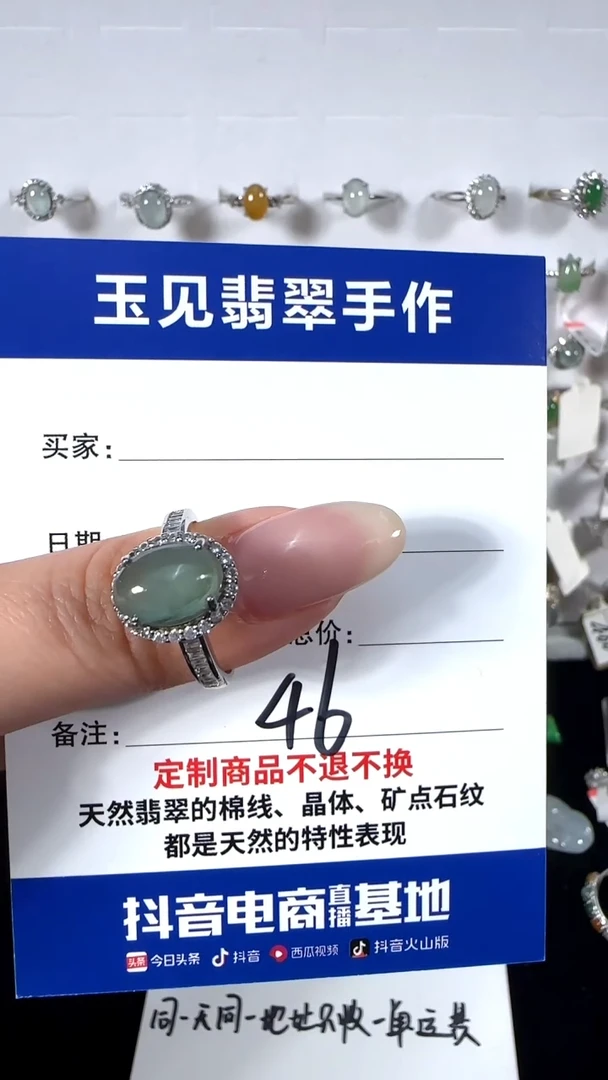 玉见翡翠手作
买家:
日期
总价:
46
备注:
定制商品不退不换
天然翡翠的棉线、晶体、矿点石纹
都是天然的特性表现
抖音电商直播基地
头条 今日头条 抖音 西瓜视频 抖音火山版
同一天同一地址只收一单运费